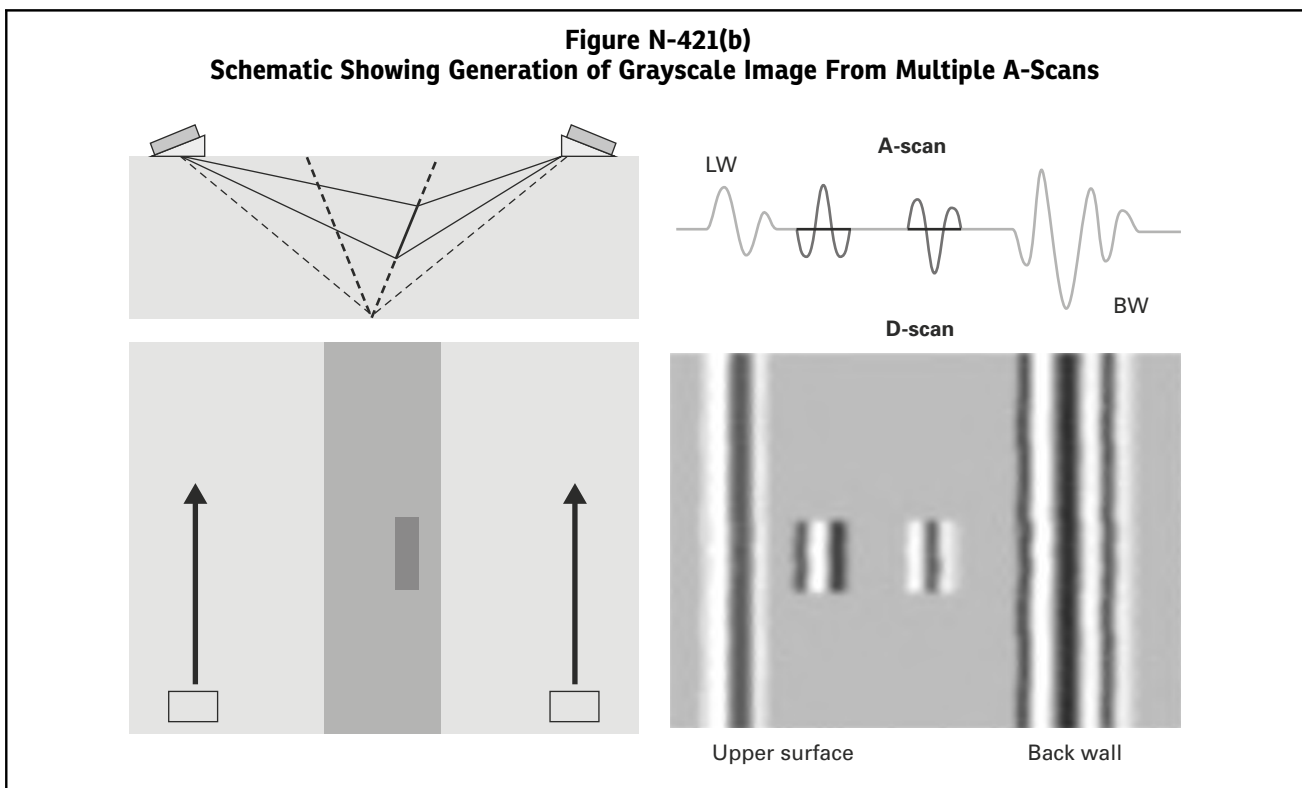 Figure N-421(b)
Schematic Showing Generation of Grayscale Image From Multiple A-Scans
A-scan
LW
BW
D-scan
Upper surface
Back wall